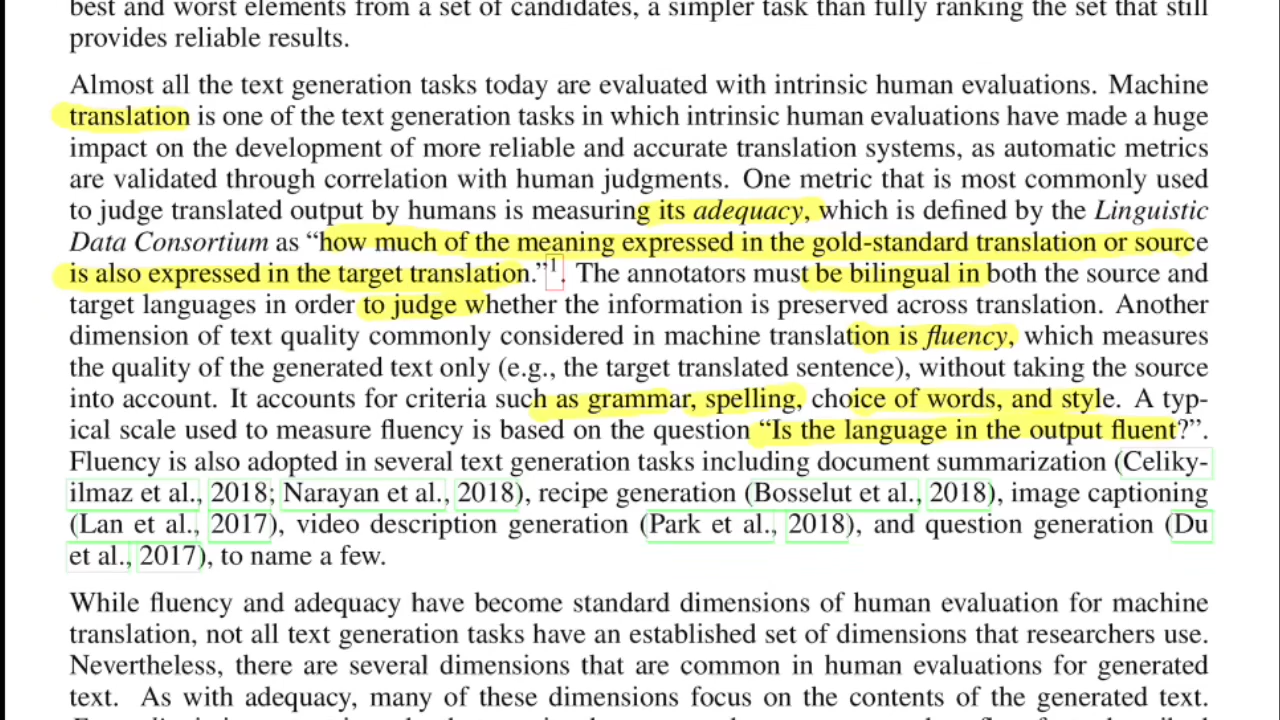 best and worst elements from a set of candidates, a simpler task than fully ranking the set that still
provides reliable results.
Almost all the text generation tasks today are evaluated with intrinsic human evaluations. Machine
translation is one of the text generation tasks in which intrinsic human evaluations have made a huge
impact on the development of more reliable and accurate translation systems, as automatic metrics
are validated through correlation with human judgments. One metric that is most commonly used
to judge translated output by humans is measuring its adequacy, which is defined by the Linguistic
Data Consortium as “how much of the meaning expressed in the gold-standard translation or source
is also expressed in the target translation.”1. The annotators must be bilingual in both the source and
target languages in order to judge whether the information is preserved across translation. Another
dimension of text quality commonly considered in machine translation is fluency, which measures
the quality of the generated text only (e.g., the target translated sentence), without taking the source
into account. It accounts for criteria such as grammar, spelling, choice of words, and style. A typ-
ical scale used to measure fluency is based on the question “Is the language in the output fluent?”.
Fluency is also adopted in several text generation tasks including document summarization (Celiky-
ilmaz et al., 2018; Narayan et al., 2018), recipe generation (Bosselut et al., 2018), image captioning
(Lan et al., 2017), video description generation (Park et al., 2018), and question generation (Du
et al., 2017), to name a few.
While fluency and adequacy have become standard dimensions of human evaluation for machine
translation, not all text generation tasks have an established set of dimensions that researchers use.
Nevertheless, there are several dimensions that are common in human evaluations for generated
text. As with adequacy, many of these dimensions focus on the contents of the generated text.